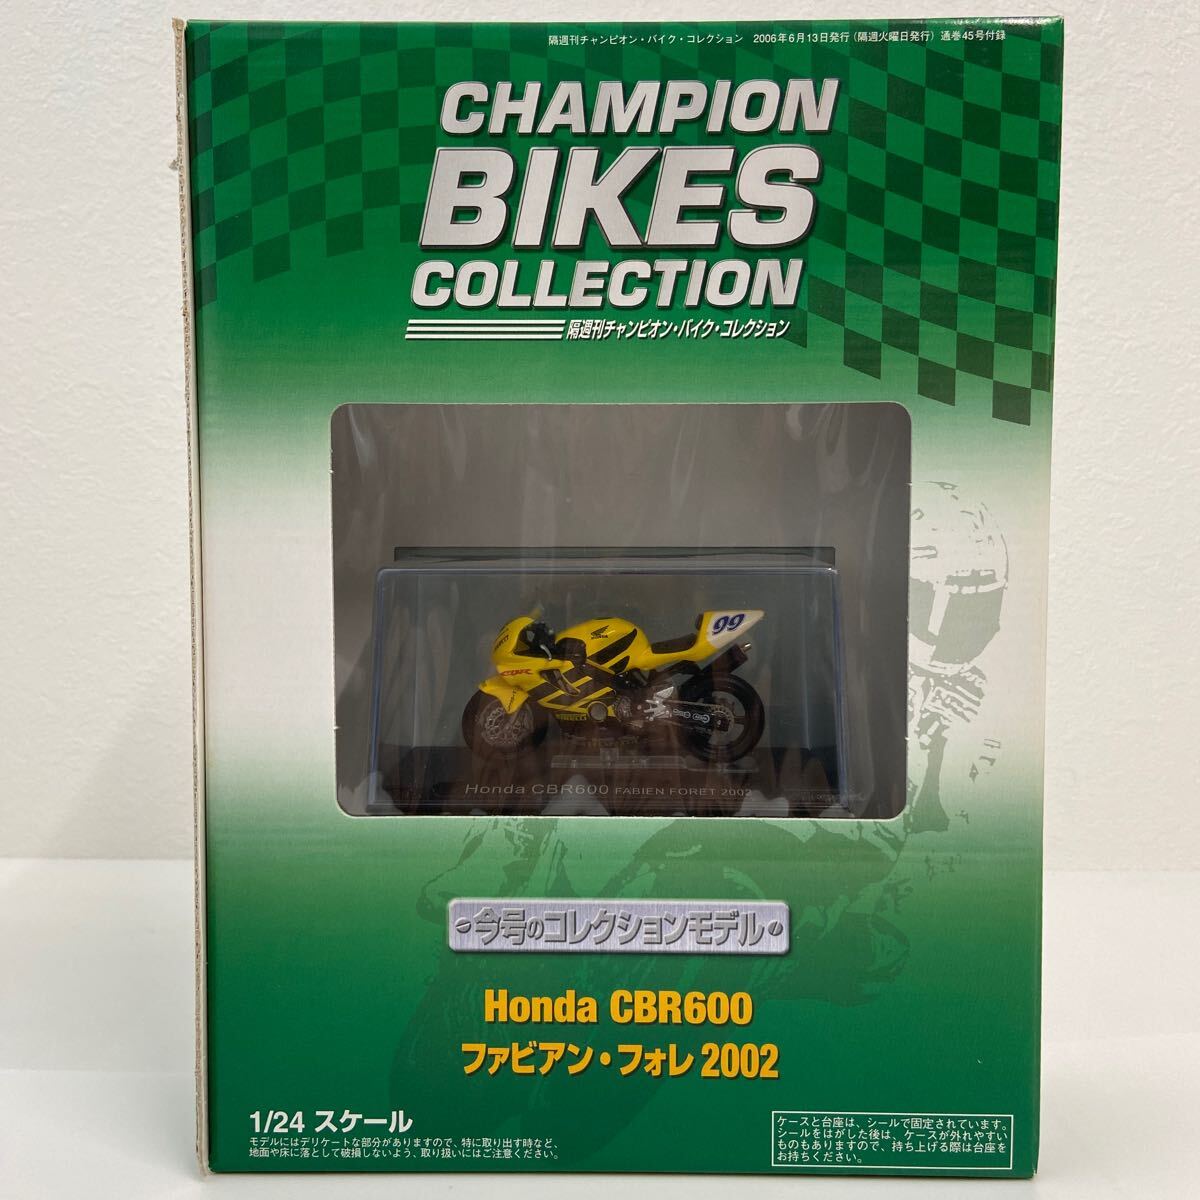 隔週刊チャンピオン・バイク・コレクション 2006年6月13日発行(隔週火曜日発行)通巻45号付録
CHAMPION
BIKES
COLLECTION
隔週刊チャンピオン・バイク・コレクション
99
HONDA
CBR
PIRELLI
Honda CBR600 FABIEN FORET 2002
今号のコレクションモデル
Honda CBR600
ファビアン・フォレ 2002
1/24 スケール
モデルにはデリケートな部分がありますので、特に取り出す時など、
地面や床に落として破損しないよう、取り扱いにはご注意ください。
ケースと台座は、シールで固定されています。
シールをはがした後は、ケースが外れやすい
ものもありますので、持ち上げる際は台座を
お持ちください。